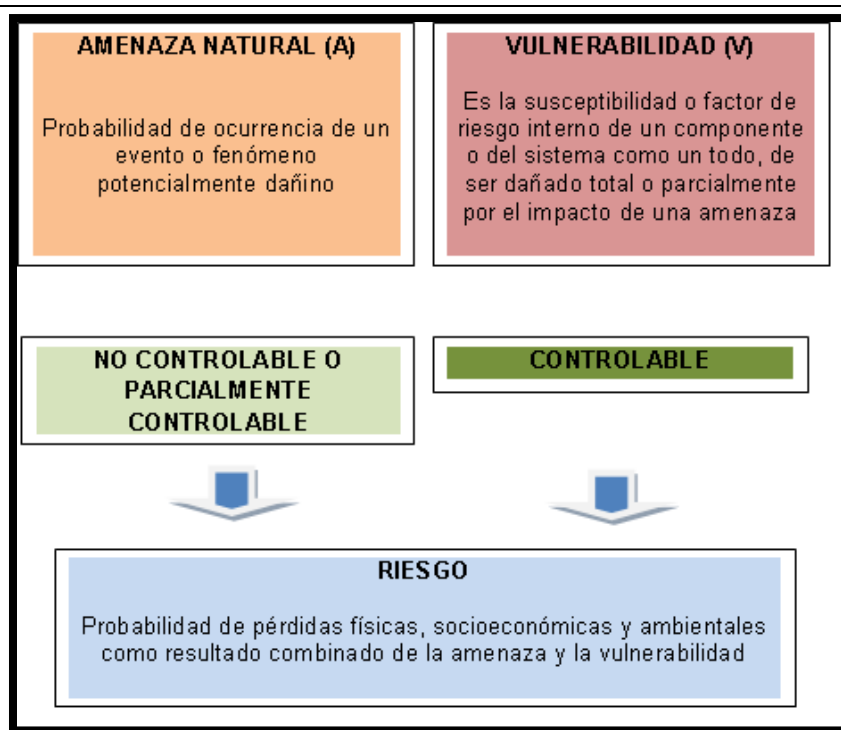 AMENAZA NATURAL (A)
Probabilidad de ocurrencia de un
evento o fenómeno
potencialmente dañino
VULNERABILIDAD (V)
Es la susceptibilidad o factor de
riesgo interno de un componente
o del sistema como un todo, de
ser dañado total o parcialmente
por el impacto de una amenaza
NO CONTROLABLE O
PARCIALMENTE
CONTROLABLE
CONTROLABLE
RIESGO
Probabilidad de pérdidas físicas, socioeconómicas y ambientales
como resultado combinado de la amenaza y la vulnerabilidad